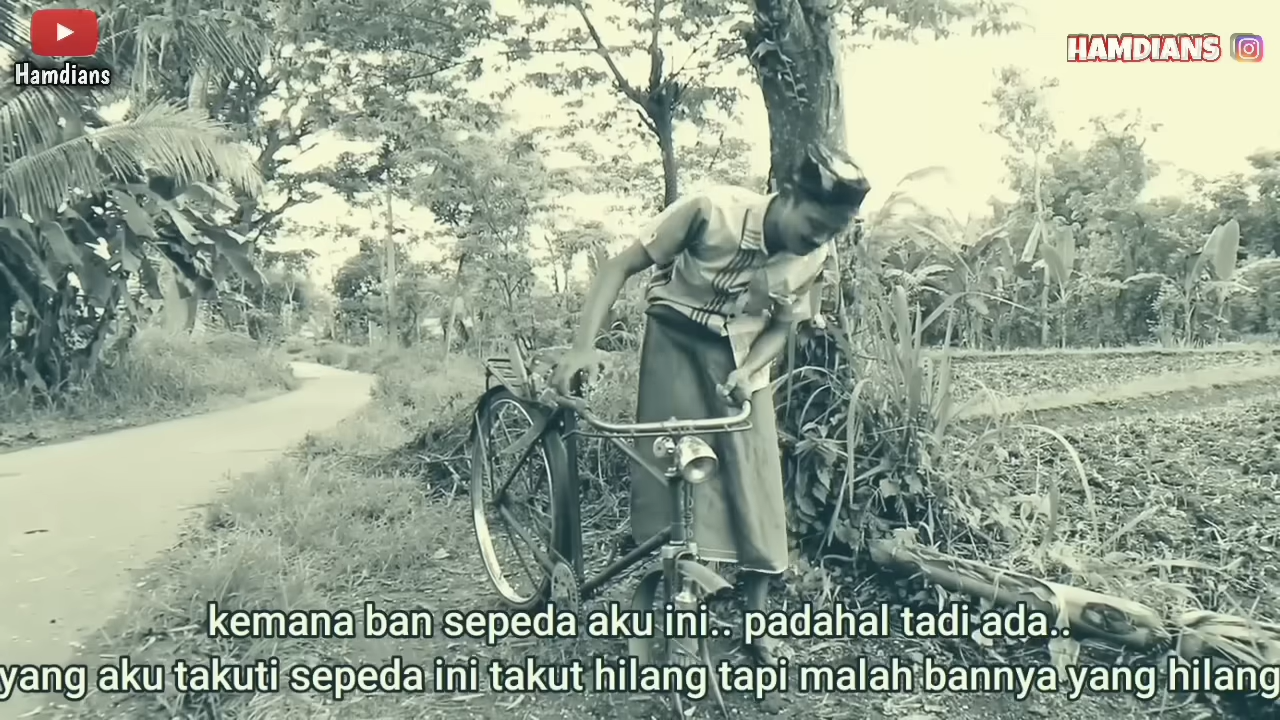 Hamdians
HAMDIANS
kemana ban sepeda aku ini.. padahal tadi ada..
yang aku takuti sepeda ini takut hilang tapi malah bannya yang hilang